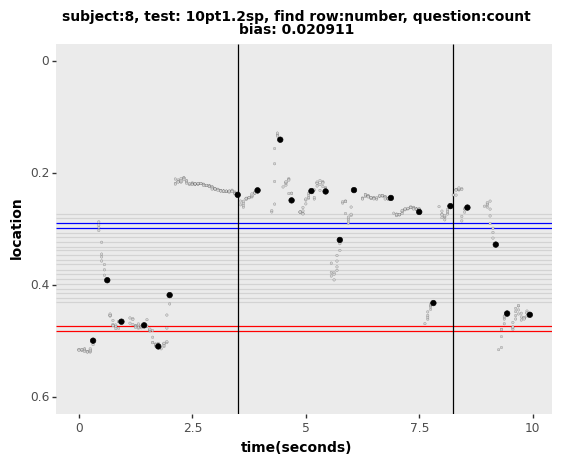 subject:8, test: 10pt1.2sp, find row:number, question:count
bias: 0.020911
0
0.2
0.4
0.6
location
0
2.5
5
7.5
10
time(seconds)